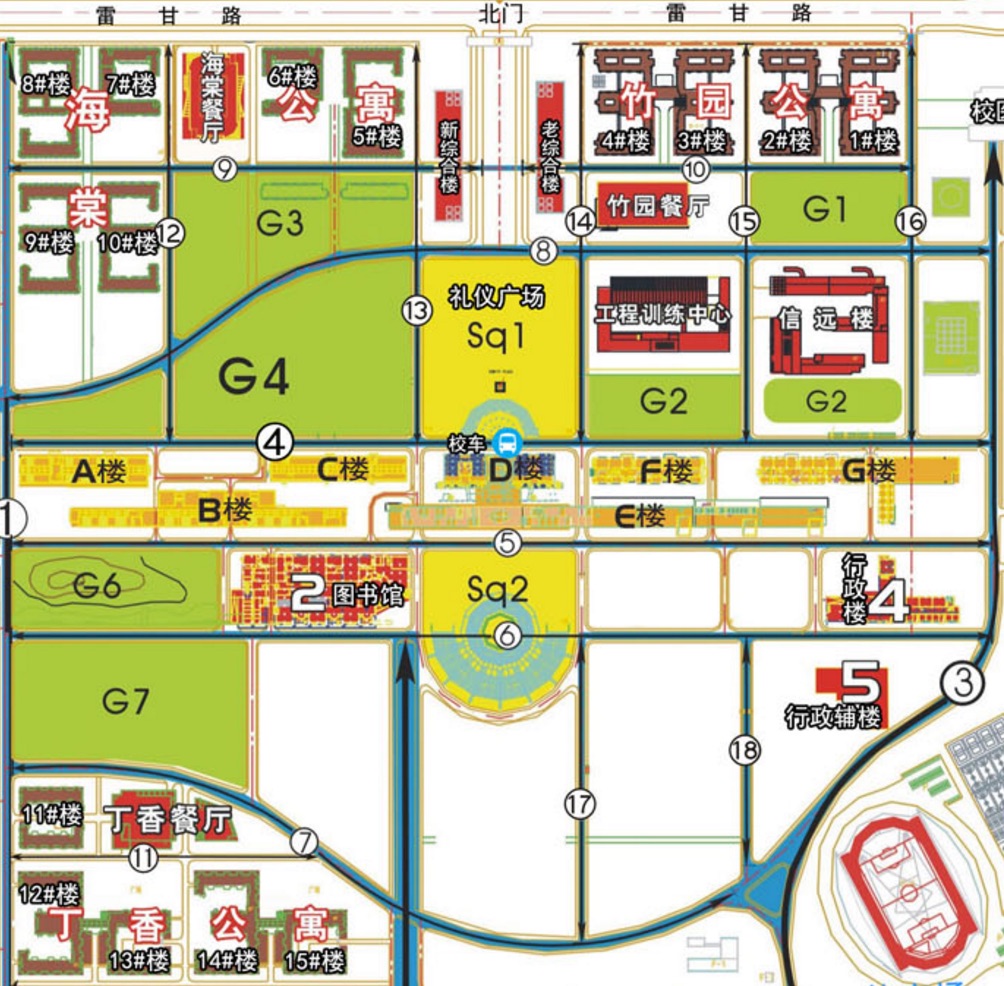 雷 甘 路
北门
雷 甘 路
8#楼
7#楼
海棠餐厅
6#楼
5#楼
海
公
寓
新综合楼
老综合楼
竹
园
公
寓
4#楼
3#楼
2#楼
1#楼
9
10
棠
9#楼
10#楼
12
G3
竹园餐厅
14
15
G1
16
8
礼仪广场
Sq1
13
工程训练中心
信远楼
G4
G2
G2
4
校车
A楼
C楼
D楼
F楼
G楼
B楼
E楼
1
5
G6
2
图书馆
Sq2
行政楼
4
6
G7
5
行政辅楼
3
18
17
11#楼
丁香餐厅
7
11
12#楼
丁
香
公
寓
13#楼
14#楼
15#楼